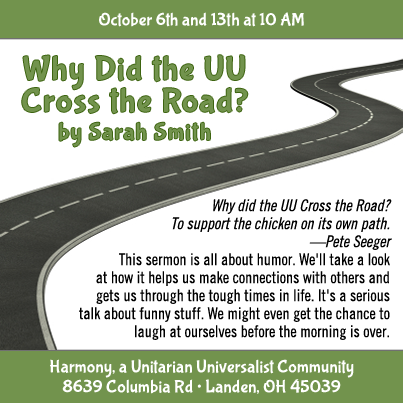 October 6th and 13th at 10 AM
Why Did the UU
Cross the Road?
by Sarah Smith
Why did the UU Cross the Road?
To support the chicken on its own path.
—Pete Seeger
This sermon is all about humor. We'll take a look
at how it helps us make connections with others and
gets us through the tough times in life. It's a serious
talk about funny stuff. We might even get the chance to
laugh at ourselves before the morning is over.
Harmony, a Unitarian Universalist Community
8639 Columbia Rd • Landen, OH 45039